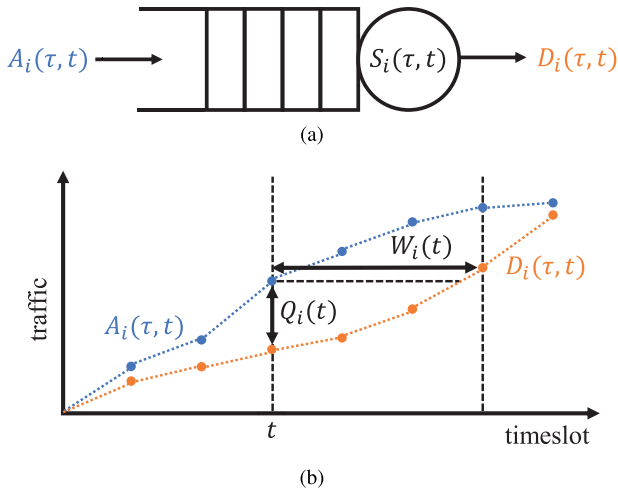 A_i(τ, t) S_i(τ, t) D_i(τ, t)
(a)
traffic
W_i(t)
D_i(τ, t)
Q_i(t)
A_i(τ, t)
t
timeslot
(b)